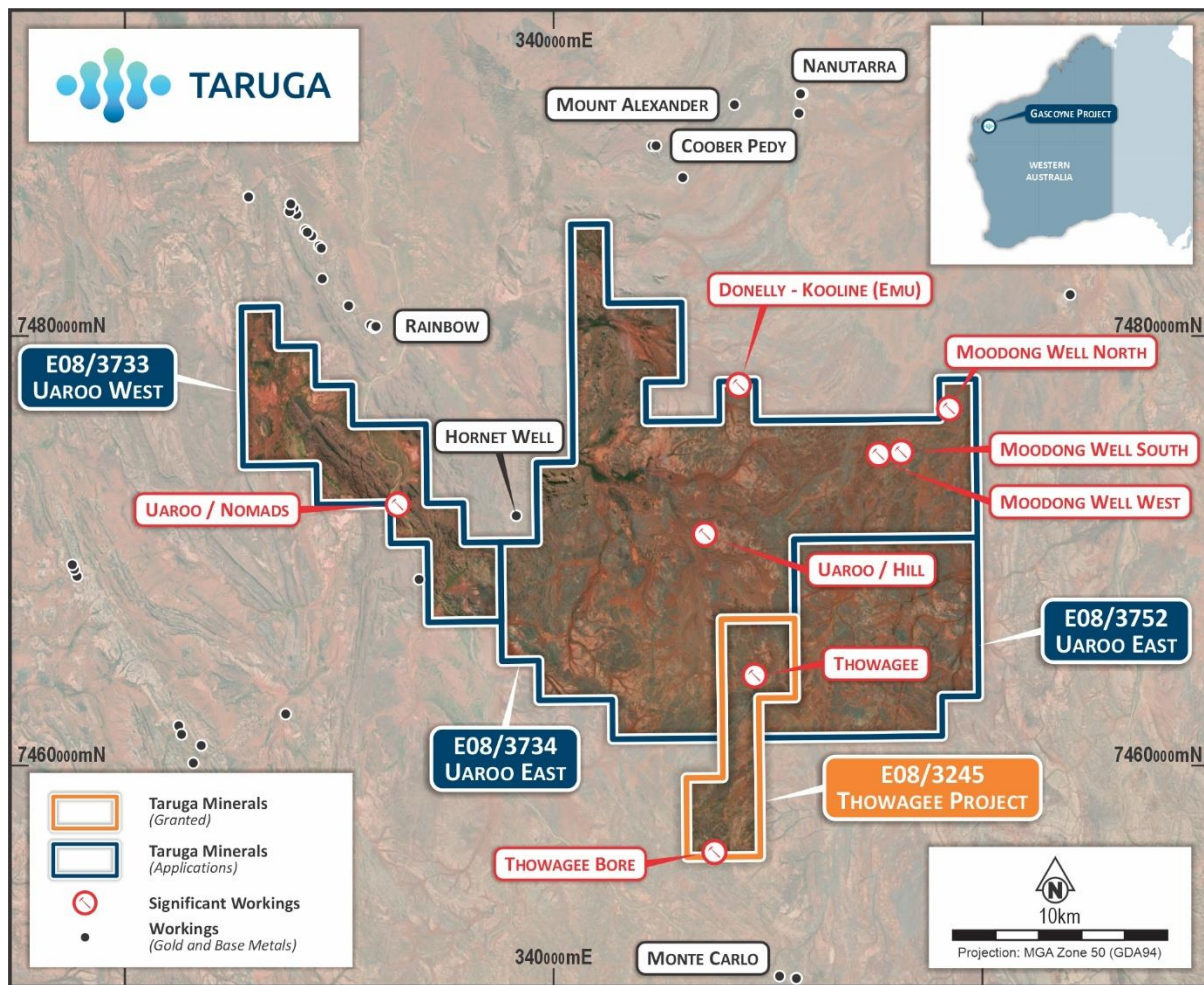 340000mE
TARUGA
NANUTARRA
MOUNT ALEXANDER
COOBER PEDY
GASCOYNE PROJECT
WESTERN
AUSTRALIA
DONELLY - KOOLINE (EMU)
7480000mN
7480000mN
RAINBOW
MOODONG WELL NORTH
E08/3733
UAROO WEST
HORNET WELL
MOODONG WELL SOUTH
MOODONG WELL WEST
UAROO / NOMADS
UAROO / HILL
E08/3752
UAROO EAST
THOWAGEE
E08/3734
UAROO EAST
7460000mN
7460000mN
E08/3245
THOWAGEE PROJECT
THOWAGEE BORE
Taruga Minerals
(Granted)
Taruga Minerals
(Applications)
Significant Workings
Workings
(Gold and Base Metals)
N
10km
Projection: MGA Zone 50 (GDA94)
340000mE
MONTE CARLO